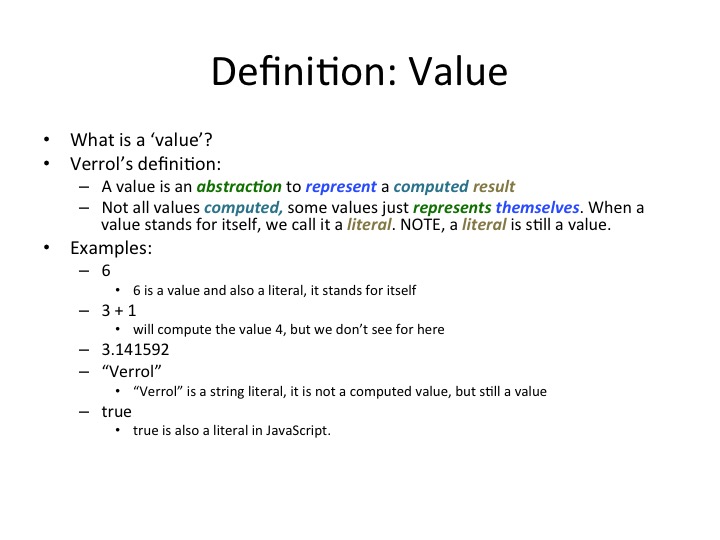 Definition: Value
• What is a ‘value’?
• Verrol’s definition:
– A value is an abstraction to represent a computed result
– Not all values computed, some values just represents themselves. When a
value stands for itself, we call it a literal. NOTE, a literal is still a value.
• Examples:
– 6
• 6 is a value and also a literal, it stands for itself
– 3 + 1
• will compute the value 4, but we don’t see for here
– 3.141592
– “Verrol”
• “Verrol” is a string literal, it is not a computed value, but still a value
– true
• true is also a literal in JavaScript.